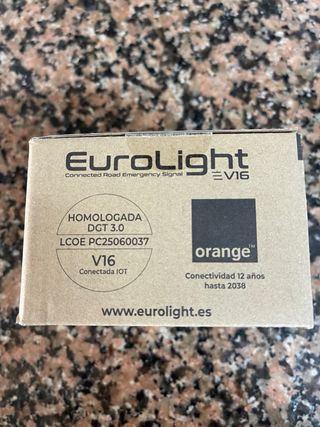 EuroLight
Connected Road Emergency Signal
V16
HOMOLOGADA
DGT 3.0
LCOE PC25060037
V16
Conectada IOT
orange™
Conectividad 12 años
hasta 2038
www.eurolight.es